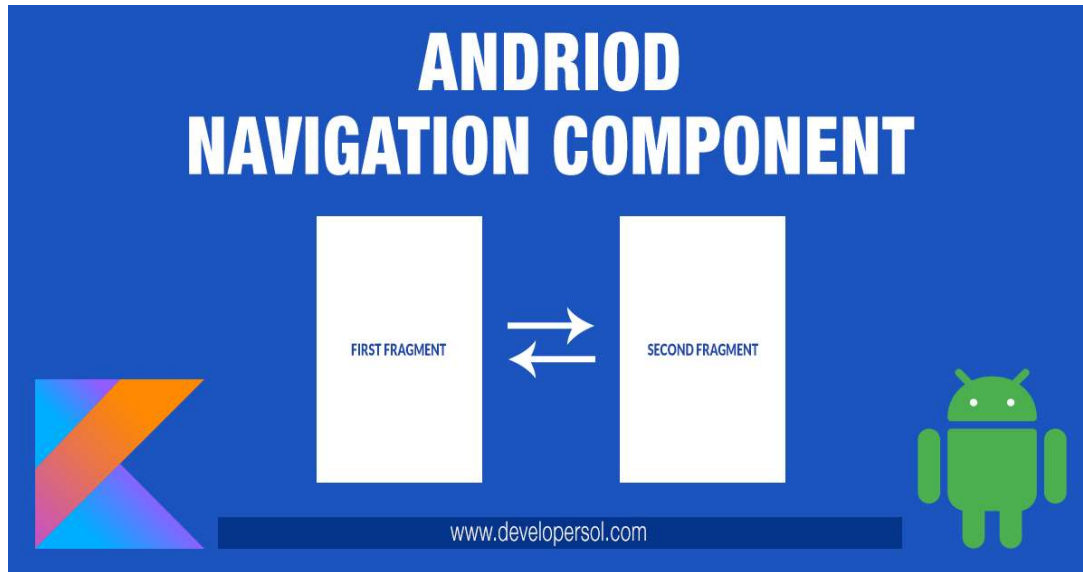 ANDRIOD
NAVIGATION COMPONENT
FIRST FRAGMENT
SECOND FRAGMENT
www.developersol.com